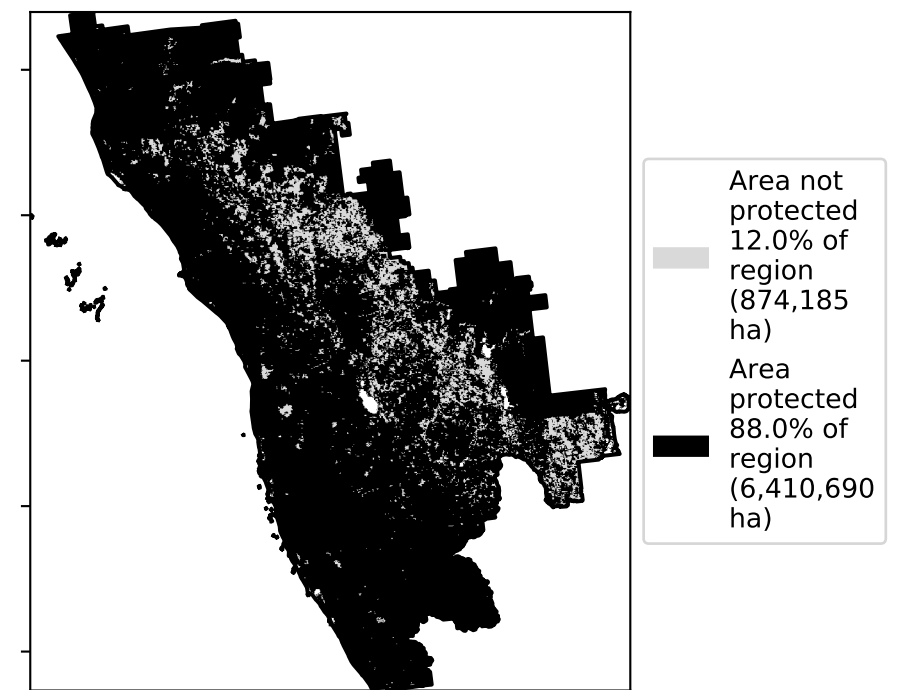 Area not
protected
12.0% of
region
(874,185
ha)
Area
protected
88.0% of
region
(6,410,690
ha)